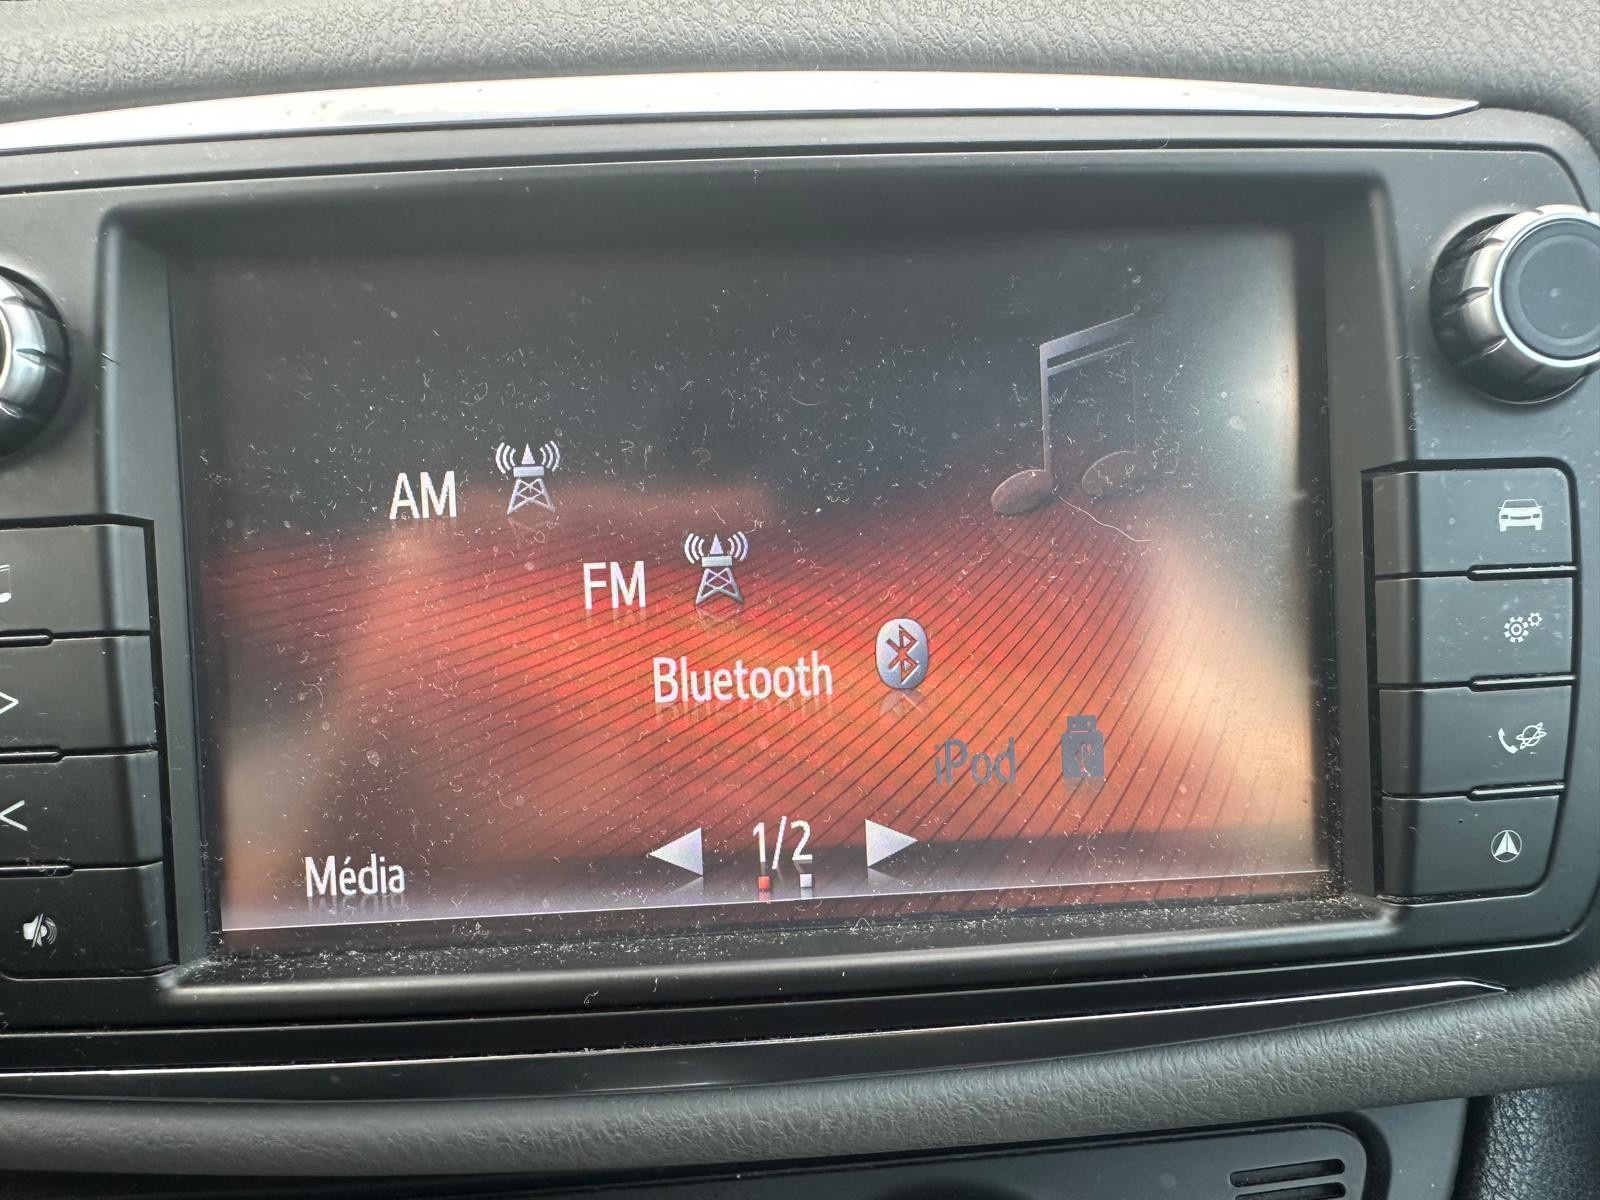 AM
FM
Bluetooth
iPod
Média
1/2